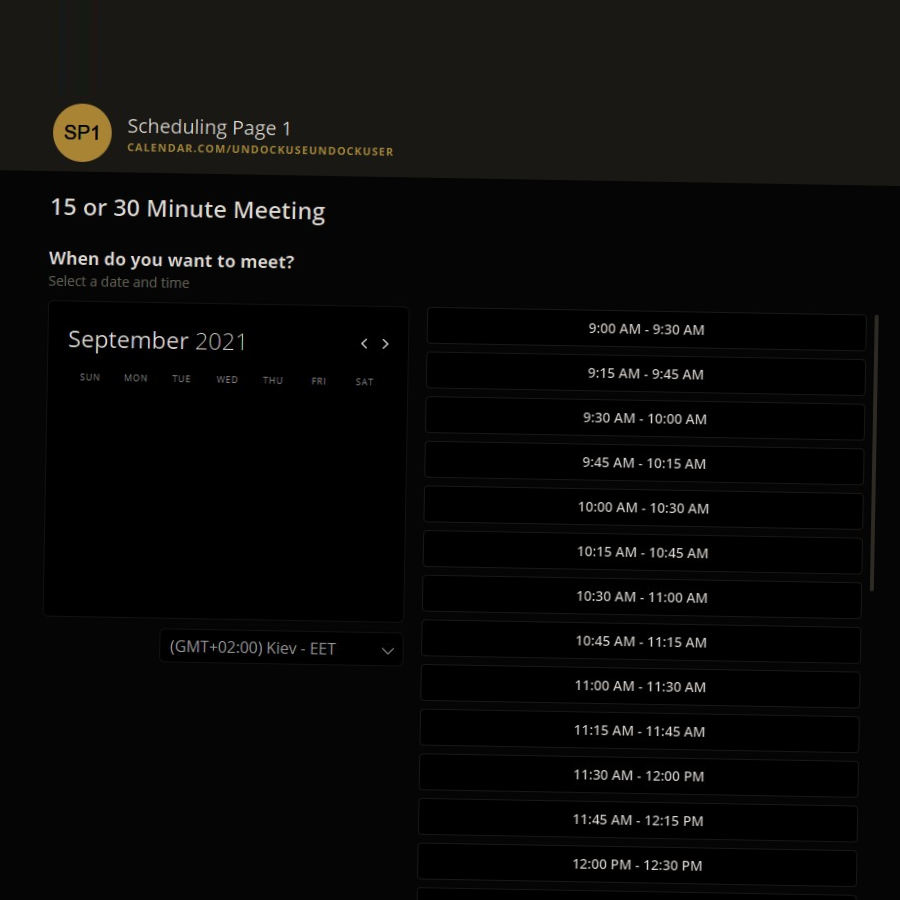 SP1
Scheduling Page 1
CALENDAR.COM/UNDOCKUSEUNDOCKUSER
15 or 30 Minute Meeting
When do you want to meet?
Select a date and time
September 2021
SUN MON TUE WED THU FRI SAT
(GMT+02:00) Kiev - EET
9:00 AM - 9:30 AM
9:15 AM - 9:45 AM
9:30 AM - 10:00 AM
9:45 AM - 10:15 AM
10:00 AM - 10:30 AM
10:15 AM - 10:45 AM
10:30 AM - 11:00 AM
10:45 AM - 11:15 AM
11:00 AM - 11:30 AM
11:15 AM - 11:45 AM
11:30 AM - 12:00 PM
11:45 AM - 12:15 PM
12:00 PM - 12:30 PM